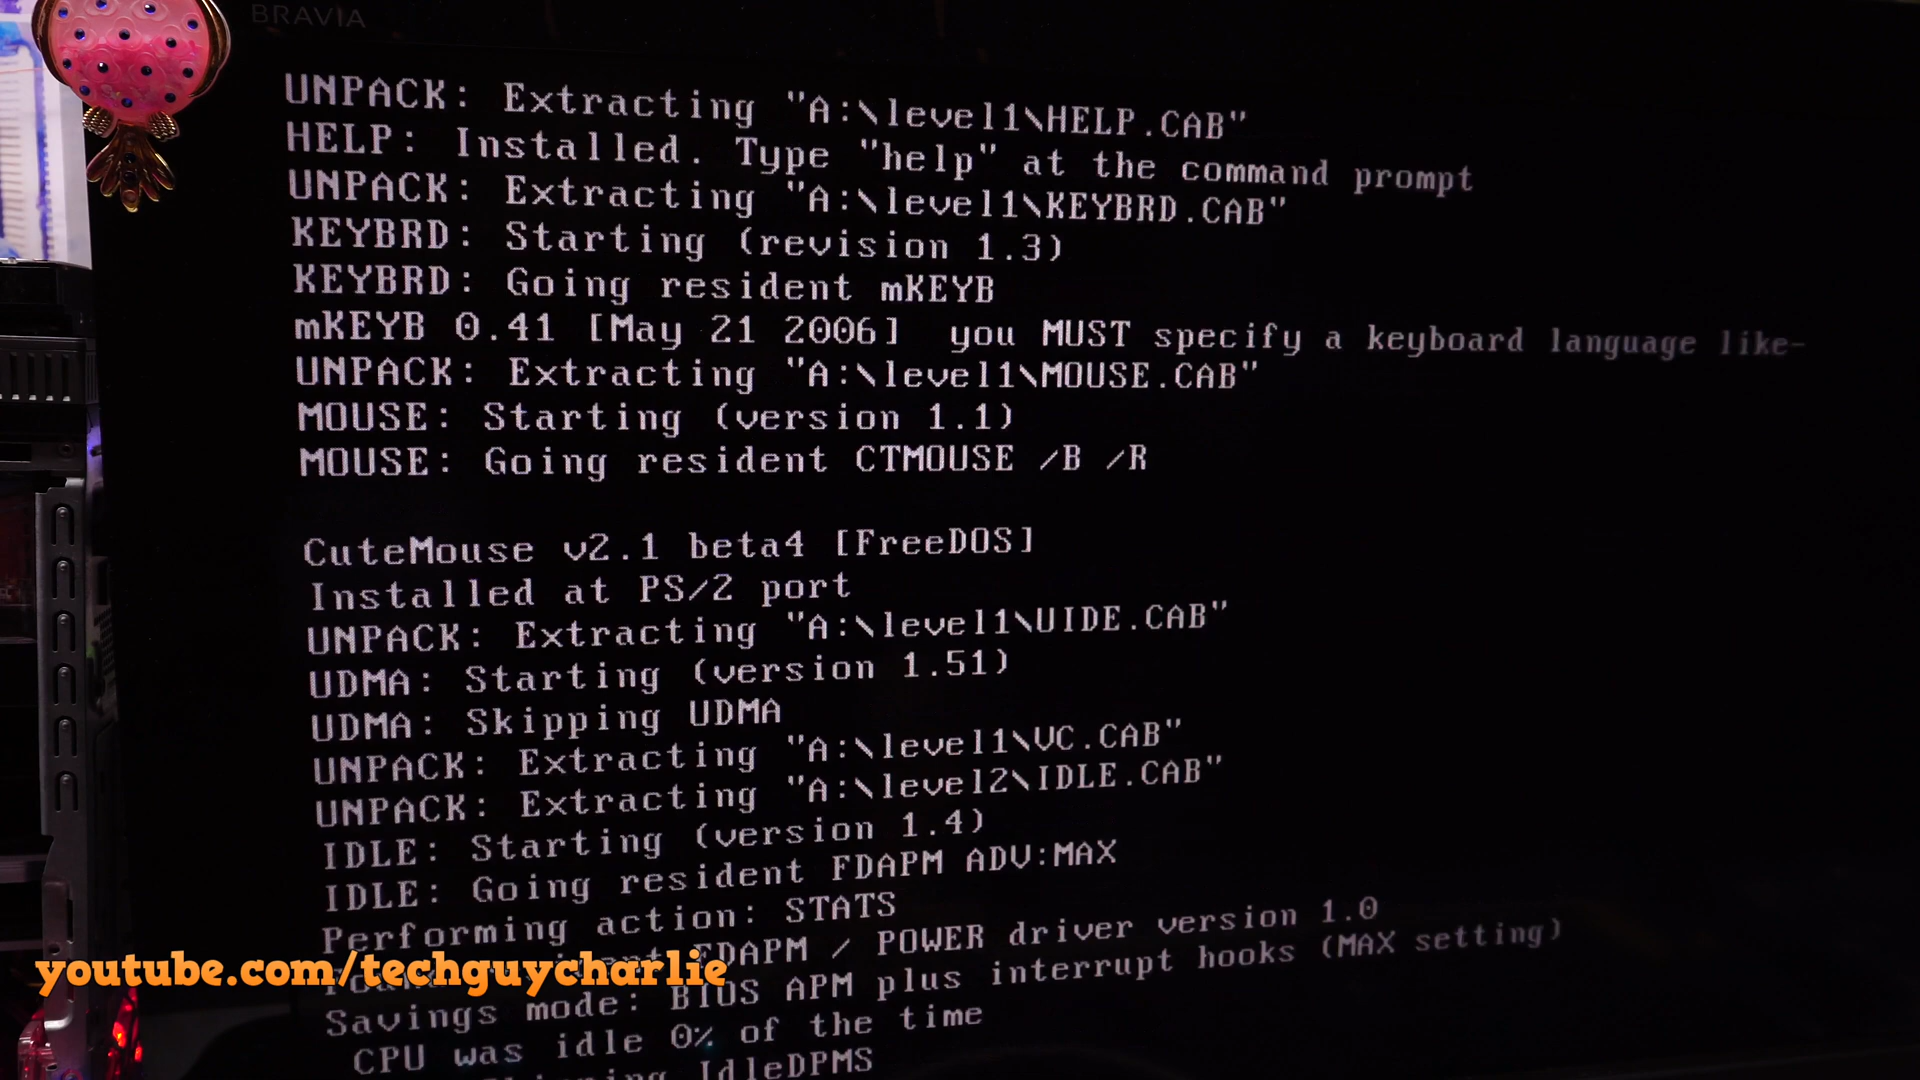 BRAVIA
UNPACK: Extracting "A:\level1\HELP.CAB"
HELP: Installed. Type "help" at the command prompt
UNPACK: Extracting "A:\level1\KEYBRD.CAB"
KEYBRD: Starting (revision 1.3)
KEYBRD: Going resident mKEYB
mKEYB 0.41 [May 21 2006]  you MUST specify a keyboard language like-
UNPACK: Extracting "A:\level1\MOUSE.CAB"
MOUSE: Starting (version 1.1)
MOUSE: Going resident CTMOUSE /B /R
CuteMouse v2.1 beta4 [FreeDOS]
Installed at PS/2 port
UNPACK: Extracting "A:\level1\UIDE.CAB"
UDMA: Starting (version 1.51)
UDMA: Skipping UDMA
UNPACK: Extracting "A:\level1\VC.CAB"
UNPACK: Extracting "A:\level2\IDLE.CAB"
IDLE: Starting (version 1.4)
IDLE: Going resident FDAPM ADV:MAX
Performing action: STATS
FDAPM / POWER driver version 1.0
youtube.com/techguycharlie
Savings mode: BIOS APM plus interrupt hooks (MAX setting)
CPU was idle 0% of the time
IdleDPMS